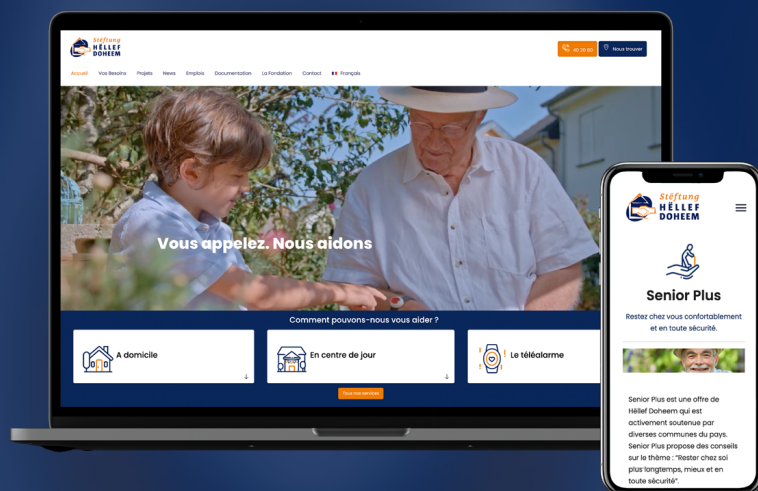 Stëftung
HËLLEF
DOHEEM
26 20 80
Nous trouver
Accueil Vos Besoins Projets News Emplois Documentation La Fondation Contact Français
Vous appelez. Nous aidons
Comment pouvons-nous vous aider ?
A domicile
En centre de jour
Le téléalarme
Tous nos services
Stëftung
HËLLEF
DOHEEM
Senior Plus
Restez chez vous confortablement
et en toute sécurité.
Senior Plus est une offre de
Hëllef Doheem qui est
activement soutenue par
diverses communes du pays.
Senior Plus propose des conseils
sur le thème : "Rester chez soi
plus longtemps, mieux et en
toute sécurité".